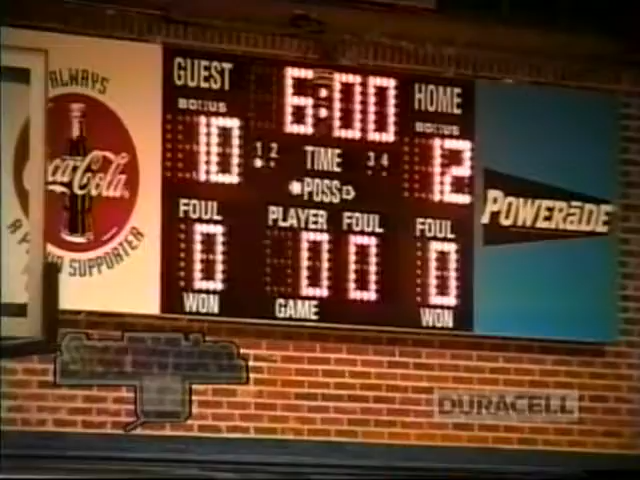 ALWAYS
Coca-Cola
SUPPORTER
GUEST
6:00
HOME
BONUS
BONUS
10
1 2
TIME
3 4
12
POSS
POWERāDE
FOUL
PLAYER FOUL
FOUL
0
0
0
0
WON
GAME
WON
DURACELL